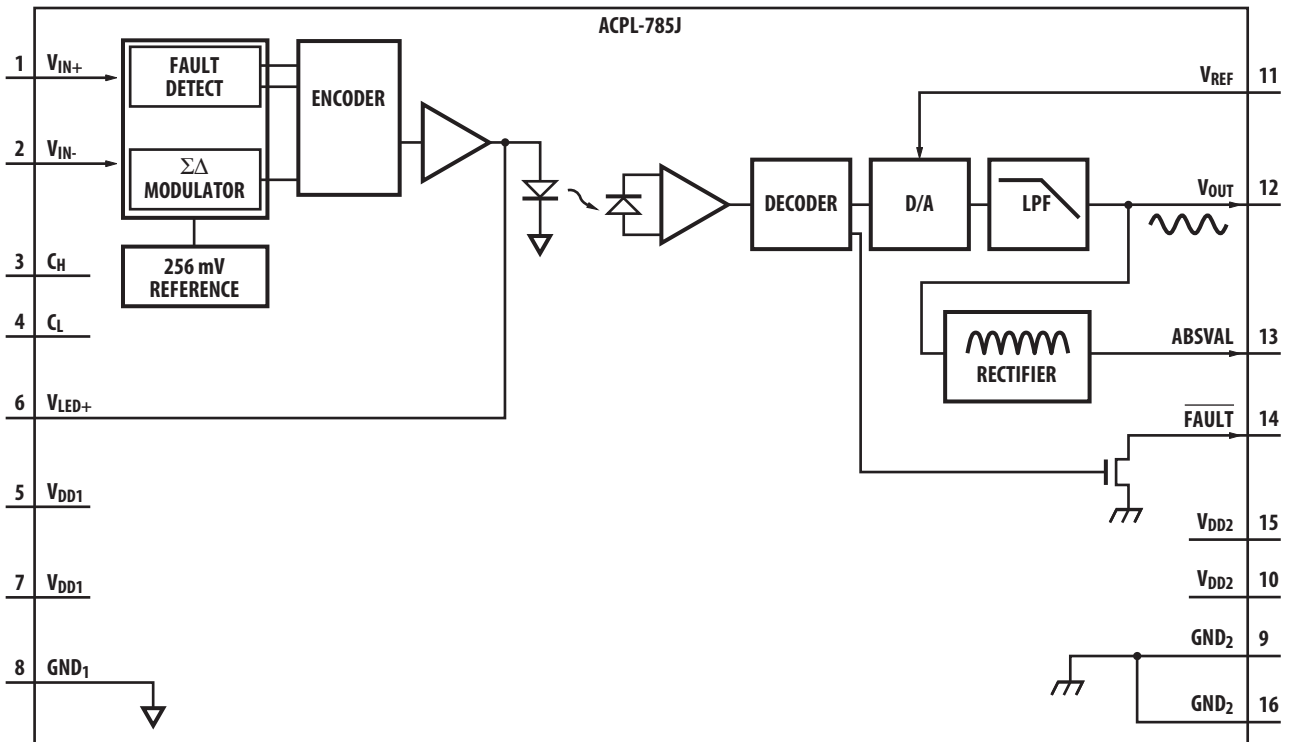 ACPL-785J
1 VIN+
FAULT
DETECT
ENCODER
2 VIN-
ΣΔ
MODULATOR
3 CH
256 mV
REFERENCE
4 CL
6 VLED+
5 VDD1
7 VDD1
8 GND1
DECODER
D/A
LPF
VREF 11
VOUT 12
RECTIFIER
ABSVAL 13
FAULT 14
VDD2 15
VDD2 10
GND2 9
GND2 16